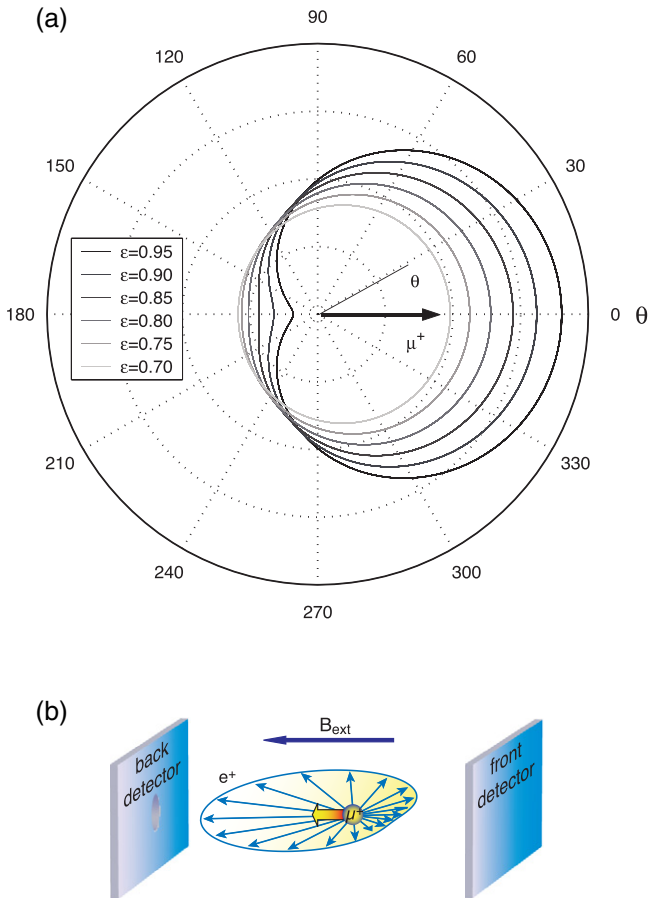 (a)
90
120
60
150
30
ε=0.95
ε=0.90
ε=0.85
ε=0.80
ε=0.75
ε=0.70
θ
180
0 θ
μ⁺
210
330
240
300
270
(b)
back
detector
Bext
front
detector
e⁺
μ⁺